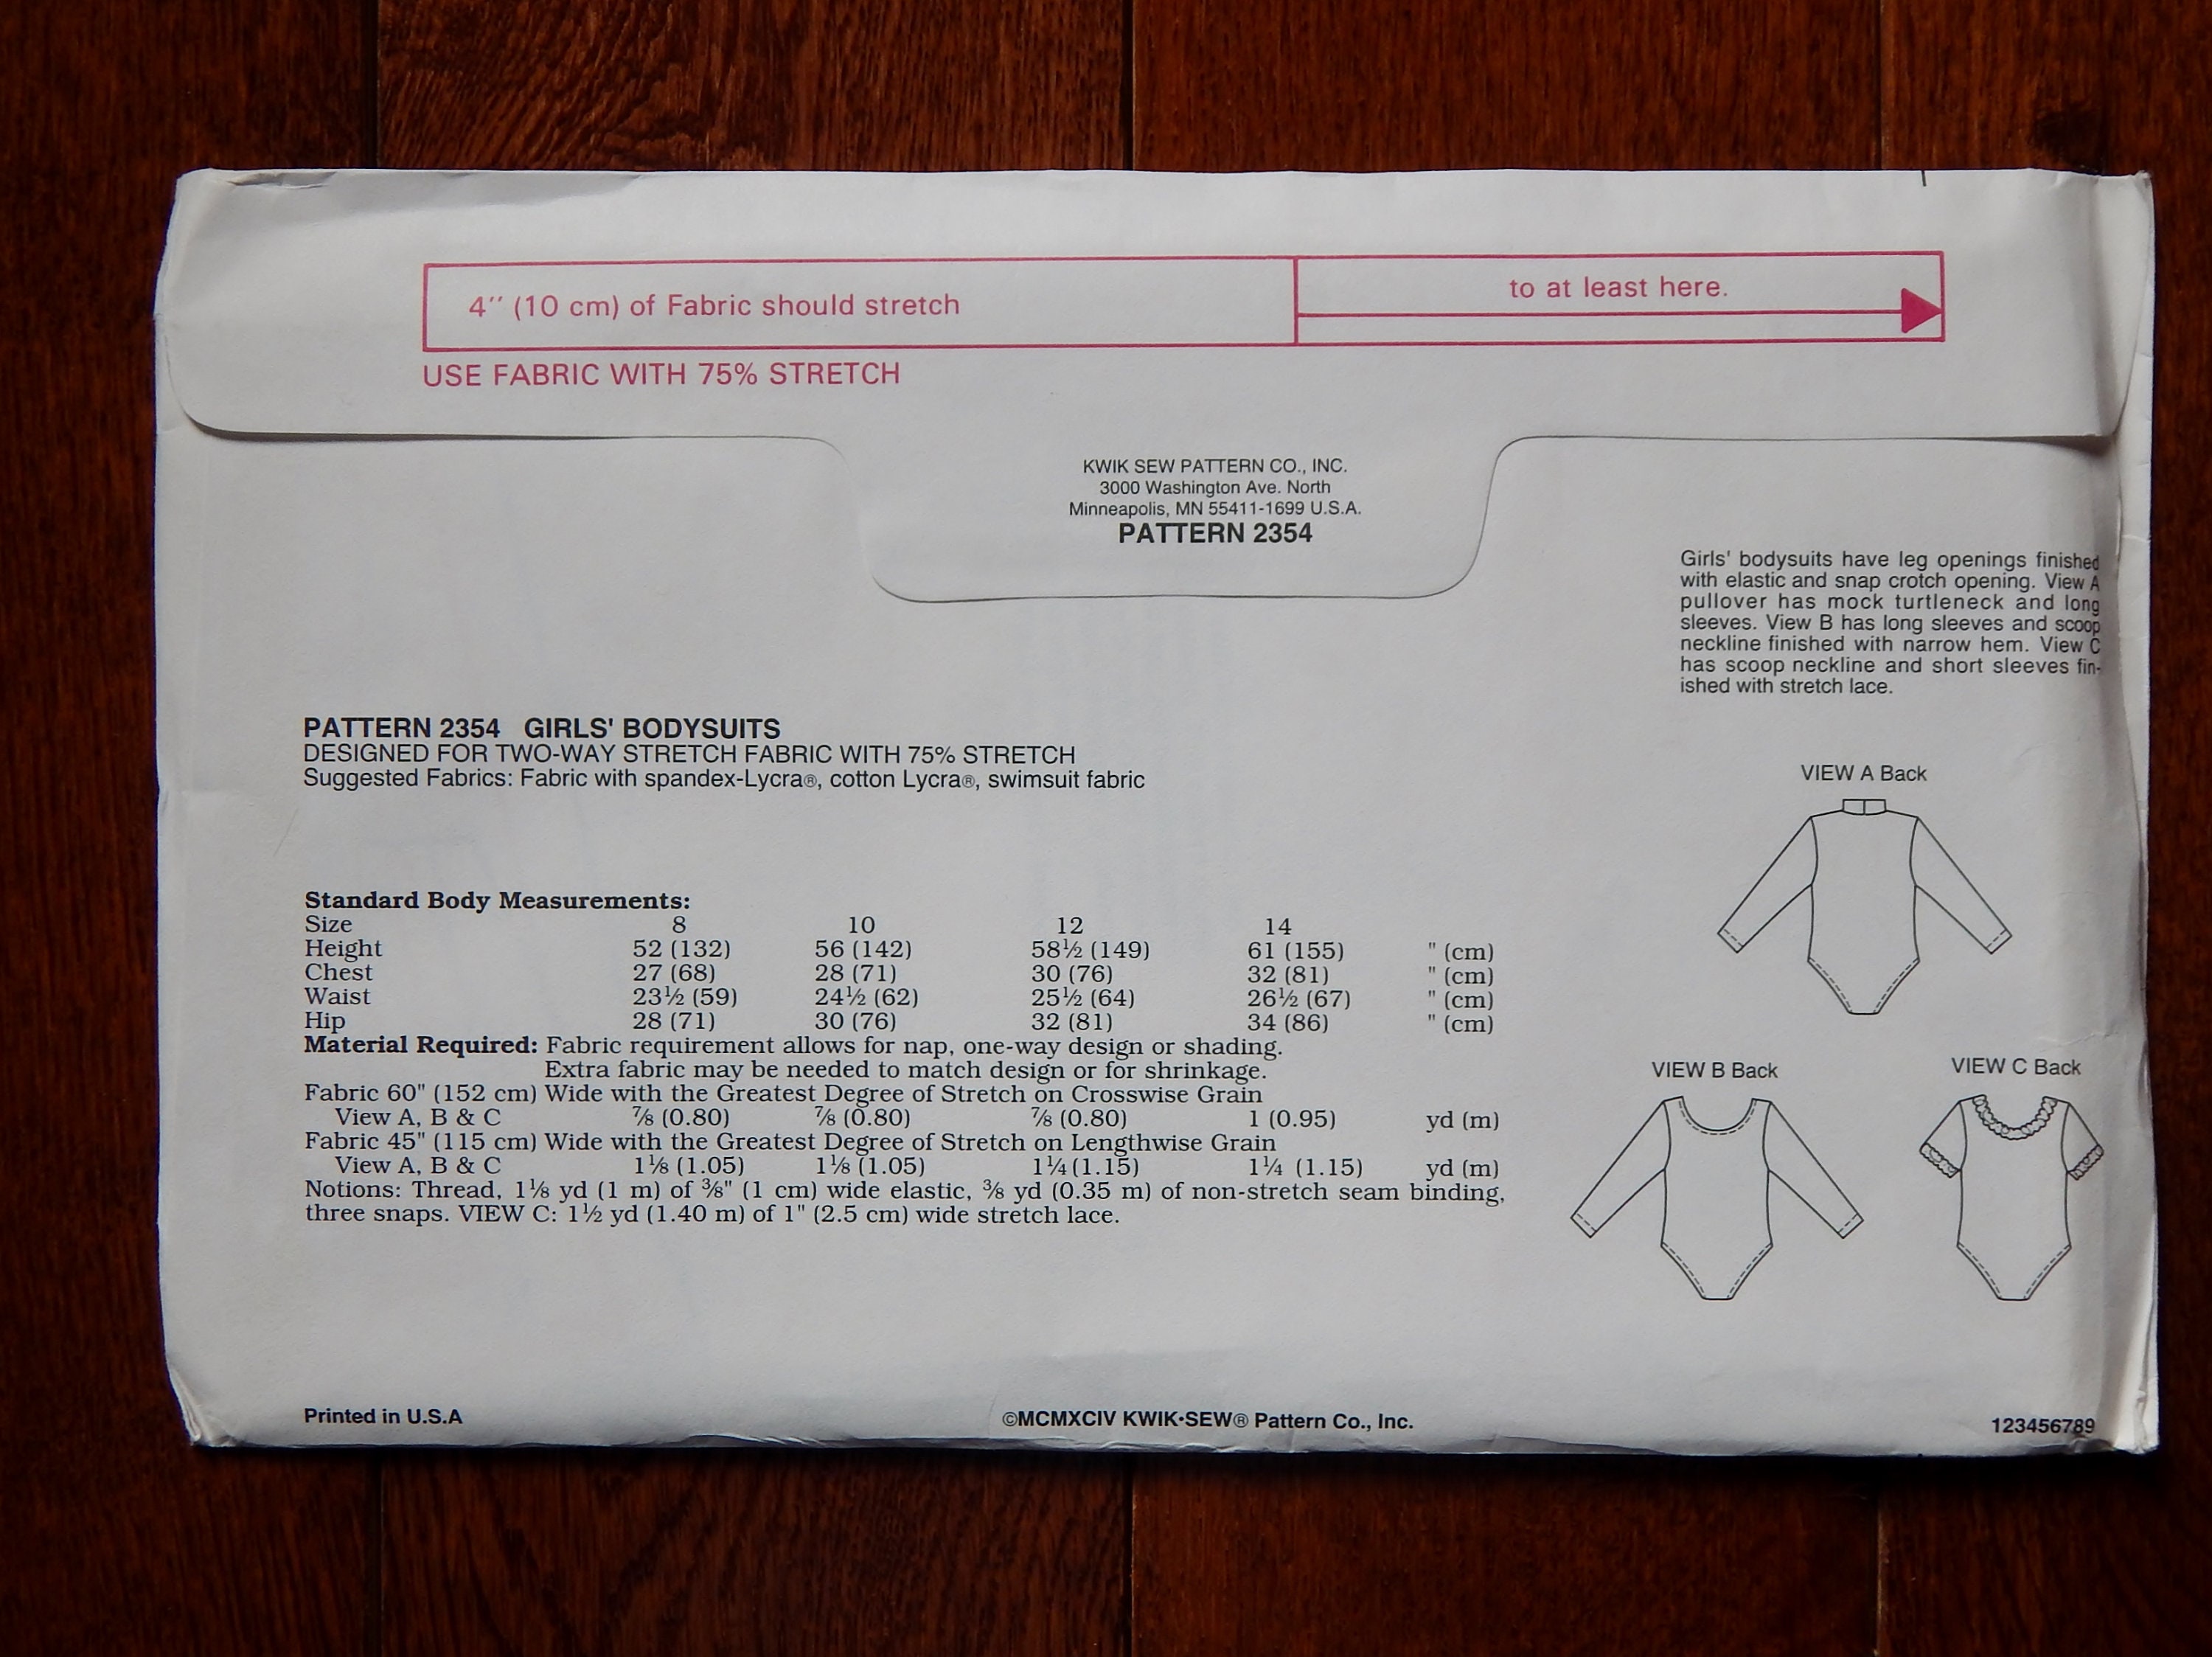 4'' (10 cm) of Fabric should stretch
to at least here.
USE FABRIC WITH 75% STRETCH
KWIK SEW PATTERN CO., INC.
3000 Washington Ave. North
Minneapolis, MN 55411-1699 U.S.A.
PATTERN 2354
Girls' bodysuits have leg openings finished
with elastic and snap crotch opening. View A
pullover has mock turtleneck and long
sleeves. View B has long sleeves and scoop
neckline finished with narrow hem. View C
has scoop neckline and short sleeves fin-
ished with stretch lace.
PATTERN 2354 GIRLS' BODYSUITS
DESIGNED FOR TWO-WAY STRETCH FABRIC WITH 75% STRETCH
Suggested Fabrics: Fabric with spandex-Lycra®, cotton Lycra®, swimsuit fabric
VIEW A Back
Standard Body Measurements:
Size 8 10 12 14
Height 52 (132) 56 (142) 58½ (149) 61 (155) " (cm)
Chest 27 (68) 28 (71) 30 (76) 32 (81) " (cm)
Waist 23½ (59) 24½ (62) 25½ (64) 26½ (67) " (cm)
Hip 28 (71) 30 (76) 32 (81) 34 (86) " (cm)
Material Required: Fabric requirement allows for nap, one-way design or shading.
Extra fabric may be needed to match design or for shrinkage.
Fabric 60" (152 cm) Wide with the Greatest Degree of Stretch on Crosswise Grain
View A, B & C ⅞ (0.80) ⅞ (0.80) ⅞ (0.80) 1 (0.95) yd (m)
Fabric 45" (115 cm) Wide with the Greatest Degree of Stretch on Lengthwise Grain
View A, B & C 1⅛ (1.05) 1⅛ (1.05) 1¼ (1.15) 1¼ (1.15) yd (m)
Notions: Thread, 1⅛ yd (1 m) of ⅜" (1 cm) wide elastic, ⅜ yd (0.35 m) of non-stretch seam binding,
three snaps. VIEW C: 1½ yd (1.40 m) of 1" (2.5 cm) wide stretch lace.
VIEW B Back
VIEW C Back
Printed in U.S.A
©MCMXCIV KWIK•SEW® Pattern Co., Inc.
123456789